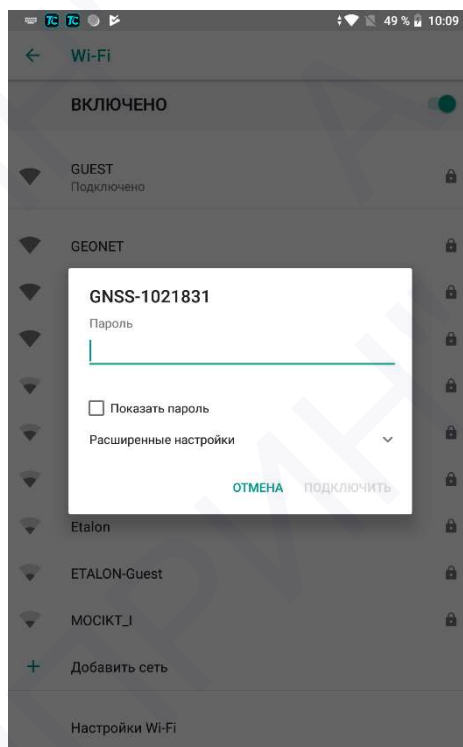 49 % 10:09
Wi-Fi
ВКЛЮЧЕНО
GUEST
Подключено
GEONET
GNSS-1021831
Пароль
Показать пароль
Расширенные настройки
ОТМЕНА ПОДКЛЮЧИТЬ
Etalon
ETALON-Guest
MOCIKT_I
Добавить сеть
Настройки Wi-Fi